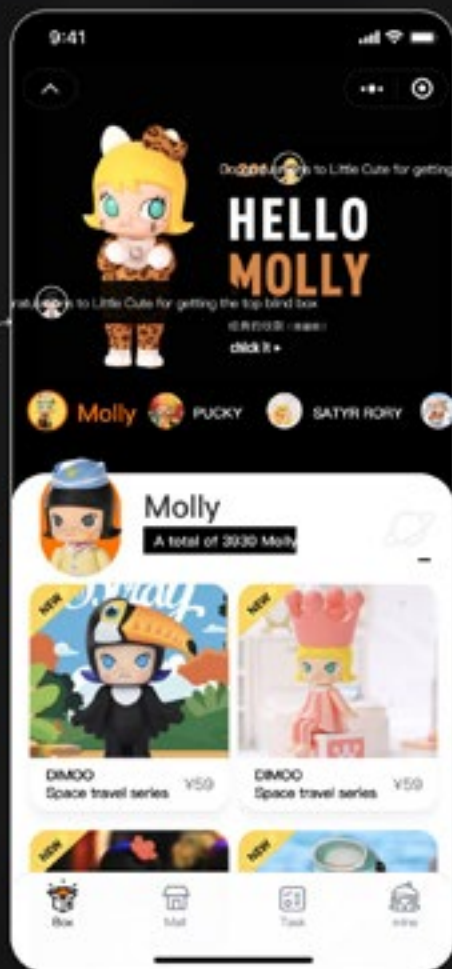 9:41
to Little Cute for getting
HELLO
MOLLY
to Little Cute for getting the top blind box
chick it
Molly
PUCKY
SATYR RORY
Molly
A total of 3939 Molly
NEW
NEW
DIMOO
Space travel series
¥59
DIMOO
Space travel series
¥59
NEW
NEW
Box
Mall
Task
mine